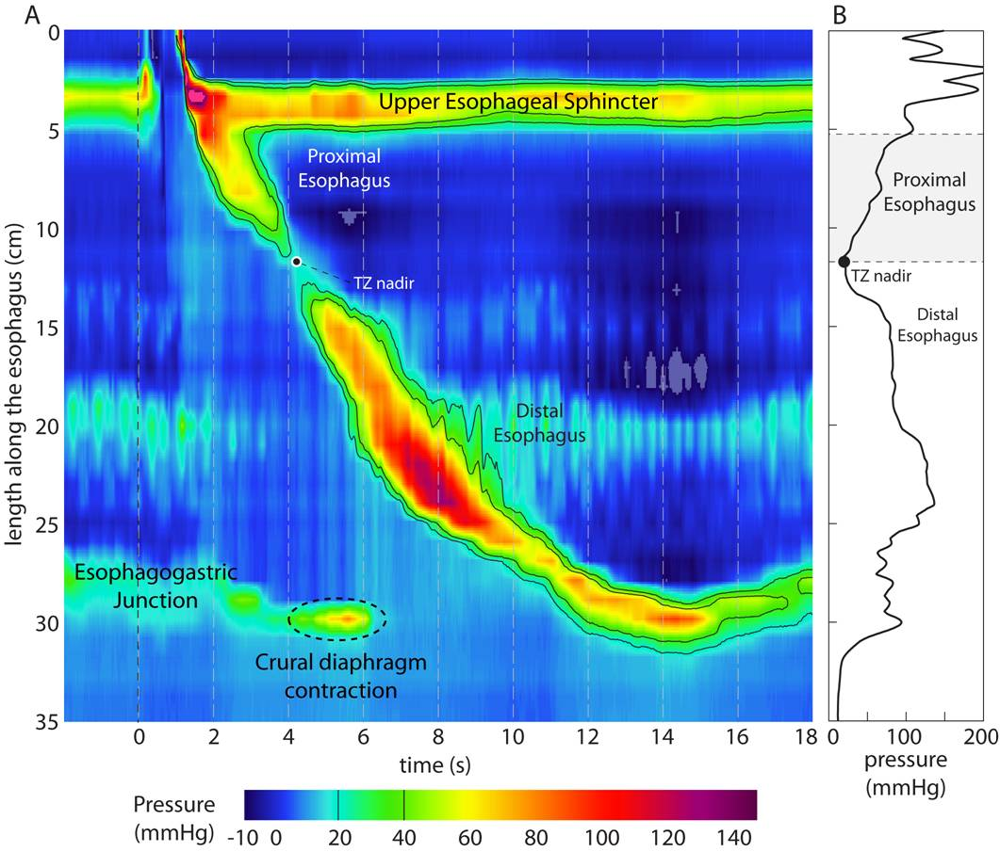 A
B
0
5
10
15
20
25
30
35
length along the esophagus (cm)
Upper Esophageal Sphincter
Proximal
Esophagus
TZ nadir
Distal
Esophagus
Esophagogastric
Junction
Crural diaphragm
contraction
0 2 4 6 8 10 12 14 16 18
time (s)
Proximal
Esophagus
TZ nadir
Distal
Esophagus
0 100 200
pressure
(mmHg)
Pressure
(mmHg)
-10 0 20 40 60 80 100 120 140